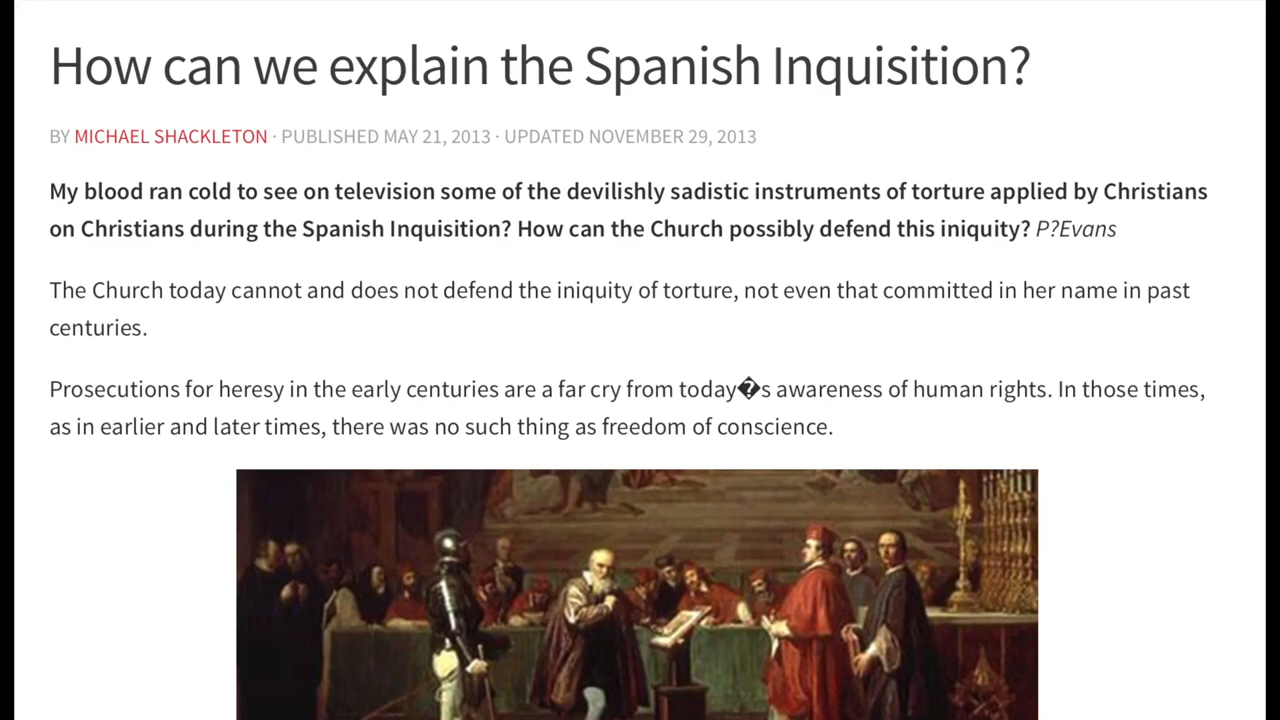 How can we explain the Spanish Inquisition?
BY MICHAEL SHACKLETON · PUBLISHED MAY 21, 2013 · UPDATED NOVEMBER 29, 2013
My blood ran cold to see on television some of the devilishly sadistic instruments of torture applied by Christians
on Christians during the Spanish Inquisition? How can the Church possibly defend this iniquity? P?Evans
The Church today cannot and does not defend the iniquity of torture, not even that committed in her name in past
centuries.
Prosecutions for heresy in the early centuries are a far cry from today�s awareness of human rights. In those times,
as in earlier and later times, there was no such thing as freedom of conscience.